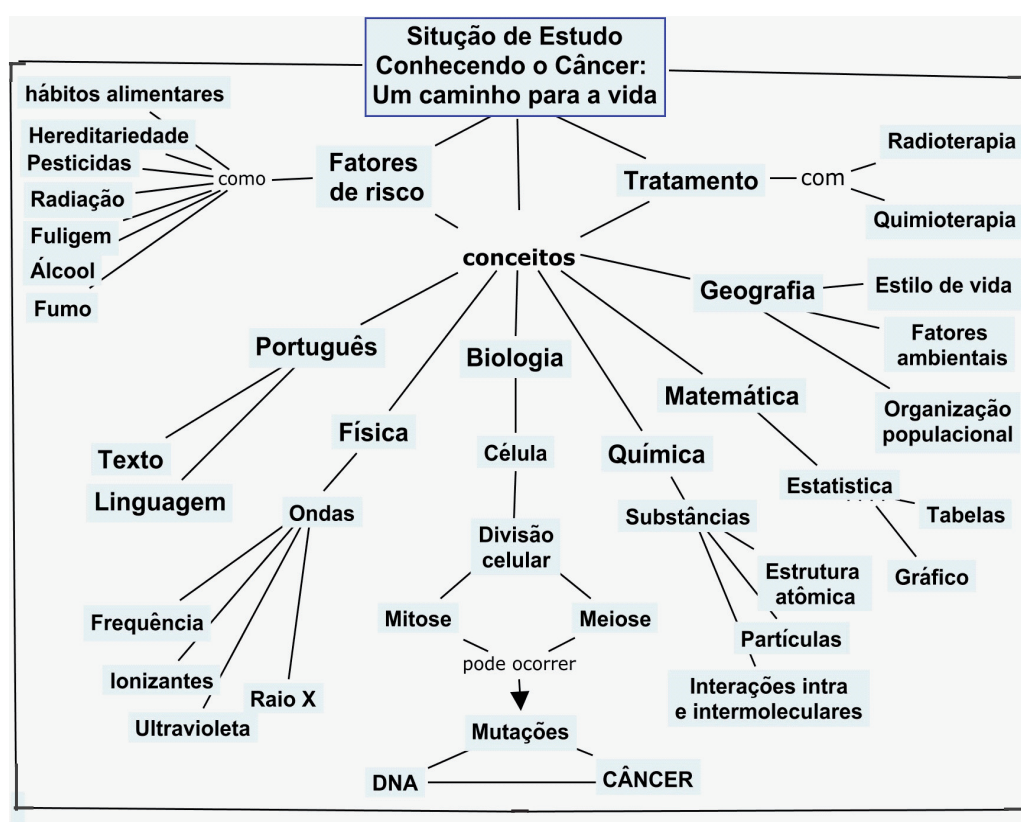 Situção de Estudo
Conhecendo o Câncer:
Um caminho para a vida
hábitos alimentares
Hereditariedade
Pesticidas
Radiação
Fuligem
Álcool
Fumo
como
Fatores
de risco
Tratamento
com
Radioterapia
Quimioterapia
conceitos
Geografia
Estilo de vida
Fatores
ambientais
Organização
populacional
Português
Texto
Linguagem
Física
Ondas
Frequência
Ionizantes
Ultravioleta
Raio X
Biologia
Célula
Divisão
celular
Mitose
Meiose
pode ocorrer
Mutações
DNA
CÂNCER
Química
Substâncias
Estrutura
atômica
Partículas
Interações intra
e intermoleculares
Matemática
Estatistica
Tabelas
Gráfico